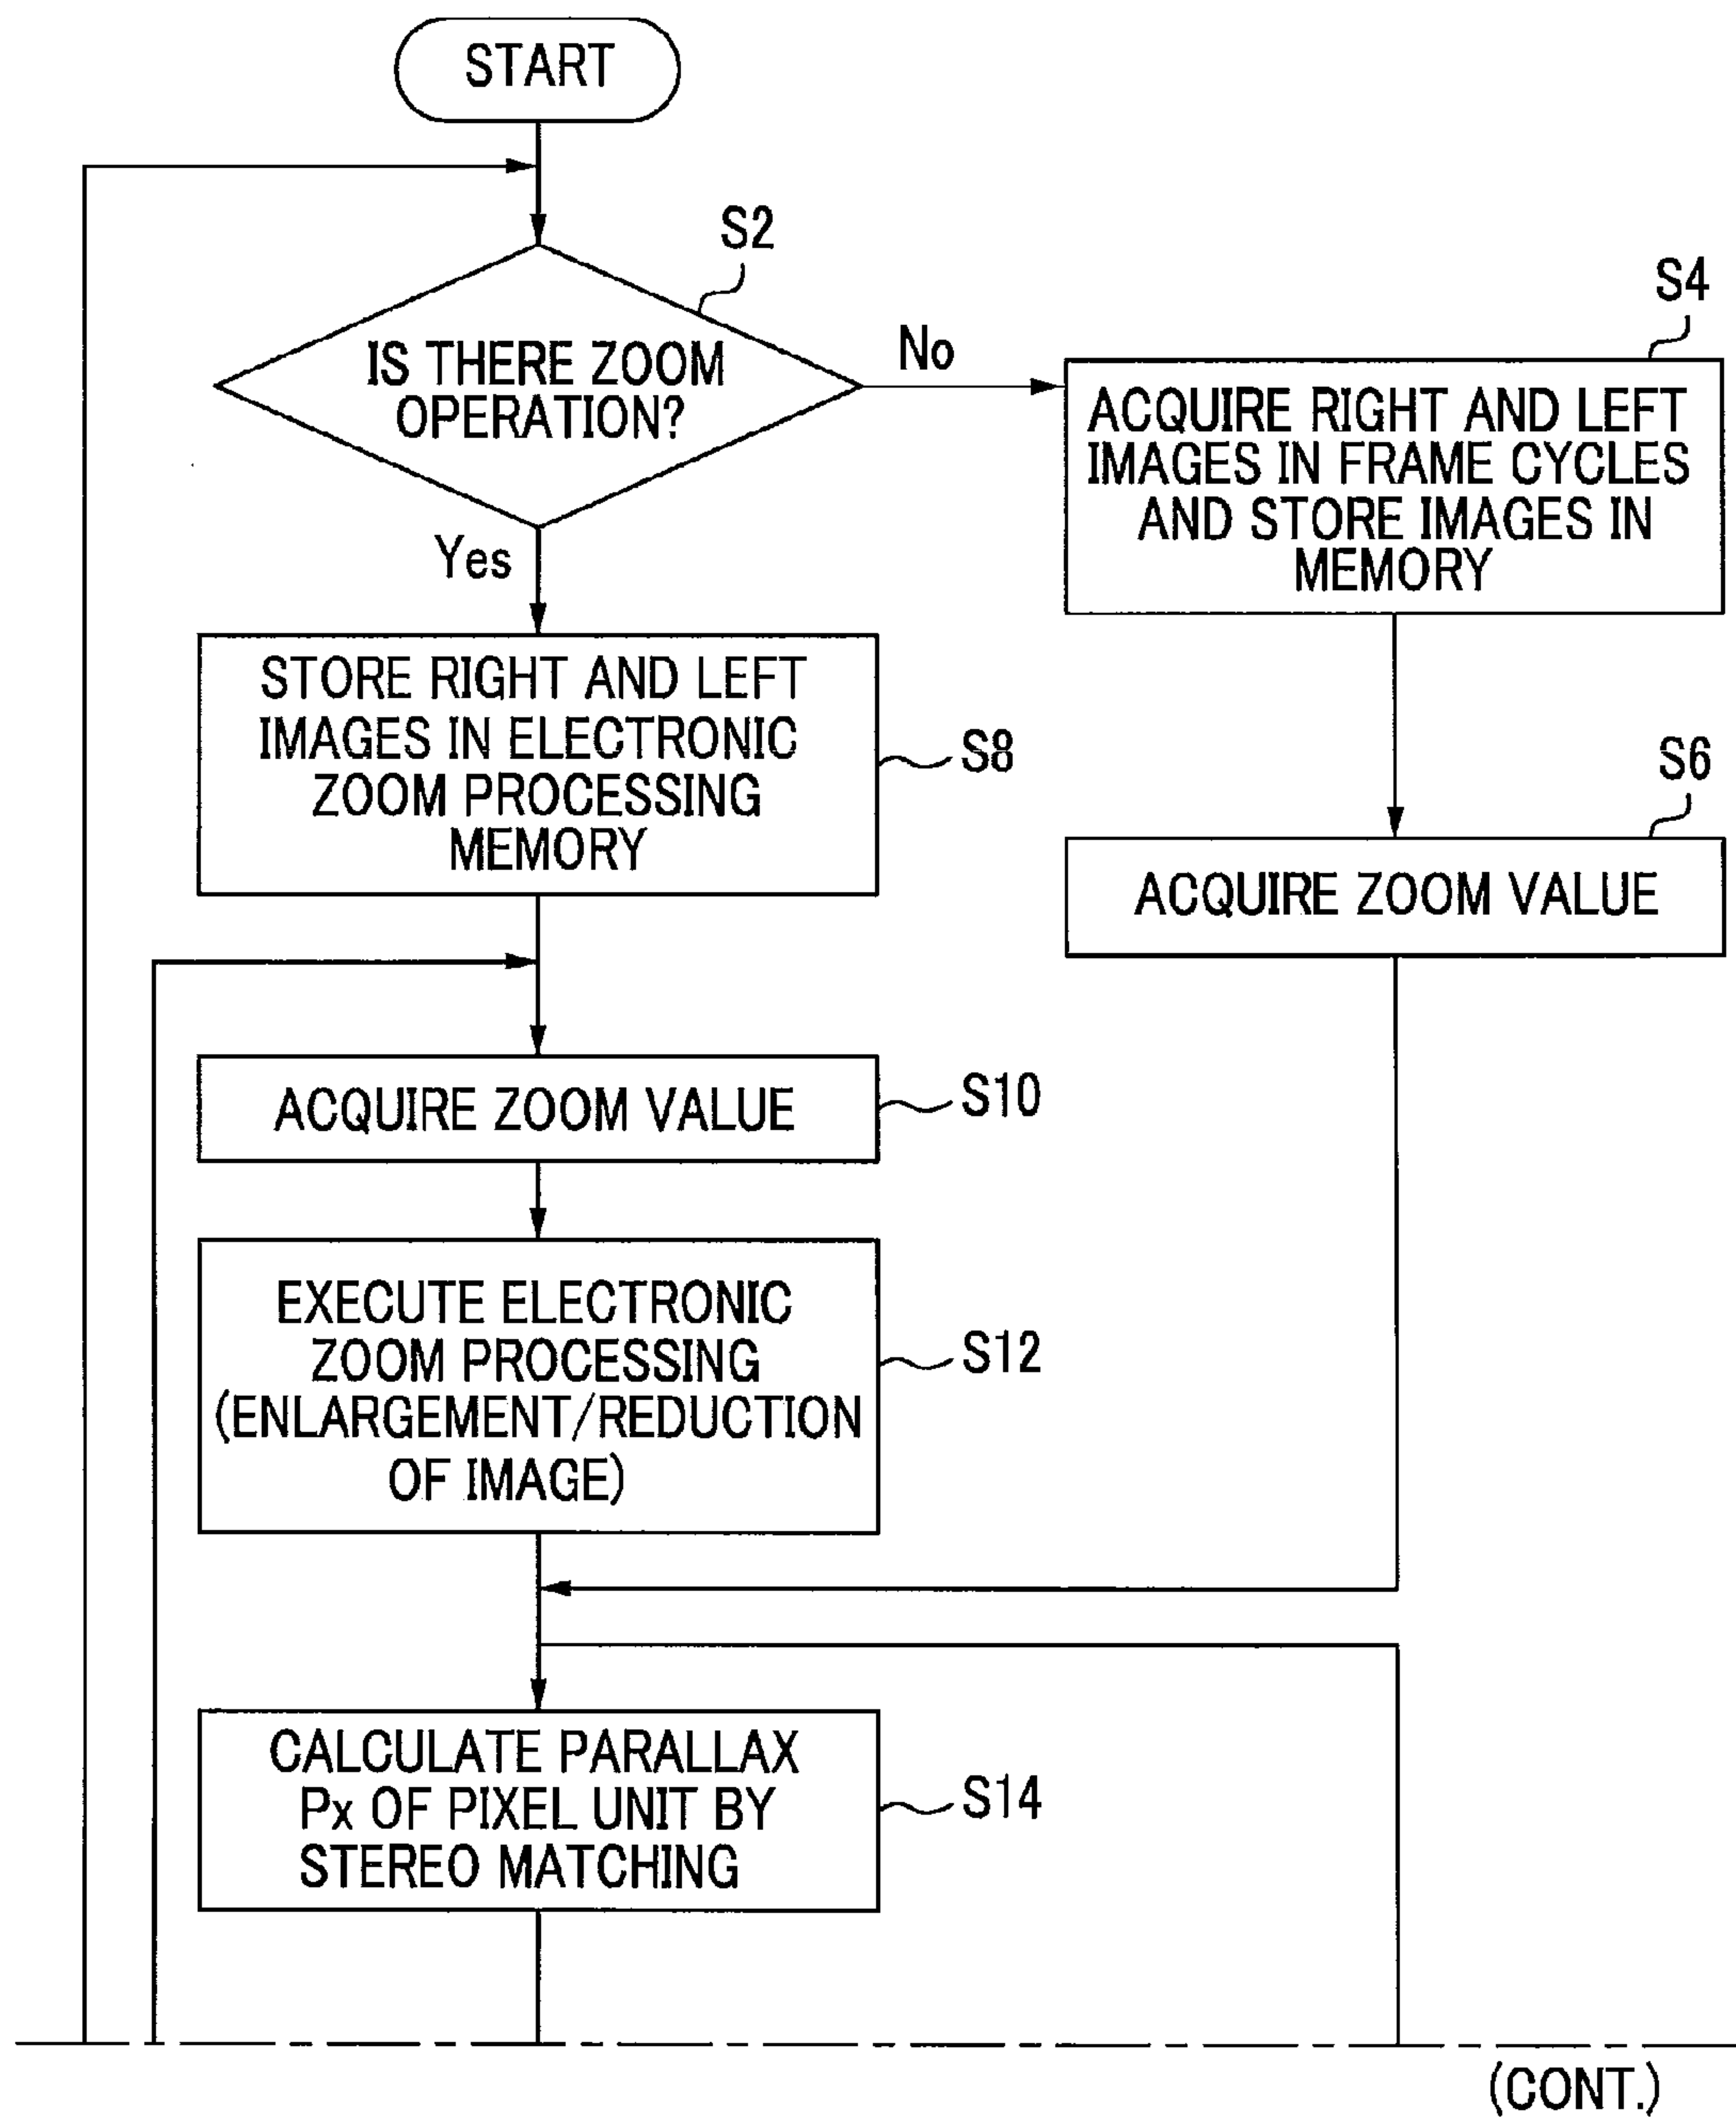 START
S2
IS THERE ZOOM
OPERATION?
No
Yes
S4
ACQUIRE RIGHT AND LEFT
IMAGES IN FRAME CYCLES
AND STORE IMAGES IN
MEMORY
S6
ACQUIRE ZOOM VALUE
STORE RIGHT AND LEFT
IMAGES IN ELECTRONIC
ZOOM PROCESSING
MEMORY
S8
ACQUIRE ZOOM VALUE
S10
EXECUTE ELECTRONIC
ZOOM PROCESSING
(ENLARGEMENT/REDUCTION
OF IMAGE)
S12
CALCULATE PARALLAX
Px OF PIXEL UNIT BY
STEREO MATCHING
S14
(CONT.)